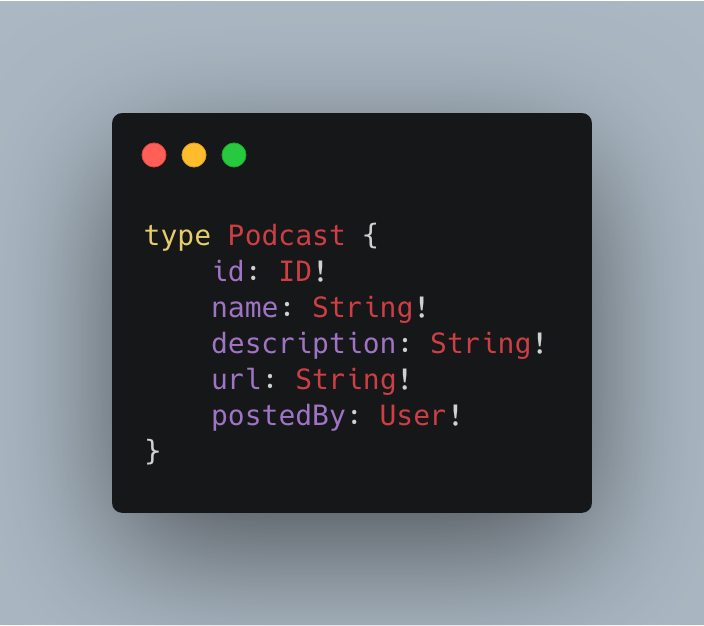 type Podcast {
    id: ID!
    name: String!
    description: String!
    url: String!
    postedBy: User!
}